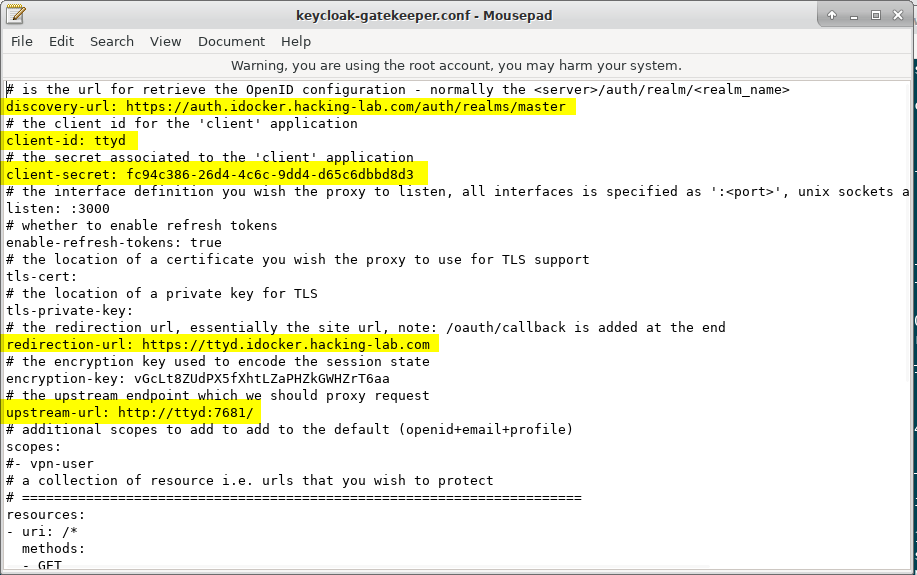 keycloak-gatekeeper.conf - Mousepad
File Edit Search View Document Help
Warning, you are using the root account, you may harm your system.
# is the url for retrieve the OpenID configuration - normally the <server>/auth/realm/<realm_name>
discovery-url: https://auth.idocker.hacking-lab.com/auth/realms/master
# the client id for the 'client' application
client-id: ttyd
# the secret associated to the 'client' application
client-secret: fc94c386-26d4-4c6c-9dd4-d65c6dbbd8d3
# the interface definition you wish the proxy to listen, all interfaces is specified as ':<port>', unix sockets a
listen: :3000
# whether to enable refresh tokens
enable-refresh-tokens: true
# the location of a certificate you wish the proxy to use for TLS support
tls-cert:
# the location of a private key for TLS
tls-private-key:
# the redirection url, essentially the site url, note: /oauth/callback is added at the end
redirection-url: https://ttyd.idocker.hacking-lab.com
# the encryption key used to encode the session state
encryption-key: vGcLt8ZUdPX5fXhtLZaPHZkGWHZrT6aa
# the upstream endpoint which we should proxy request
upstream-url: http://ttyd:7681/
# additional scopes to add to add to the default (openid+email+profile)
scopes:
#- vpn-user
# a collection of resource i.e. urls that you wish to protect
# ======================================================================
resources:
- uri: /*
  methods:
  - GET